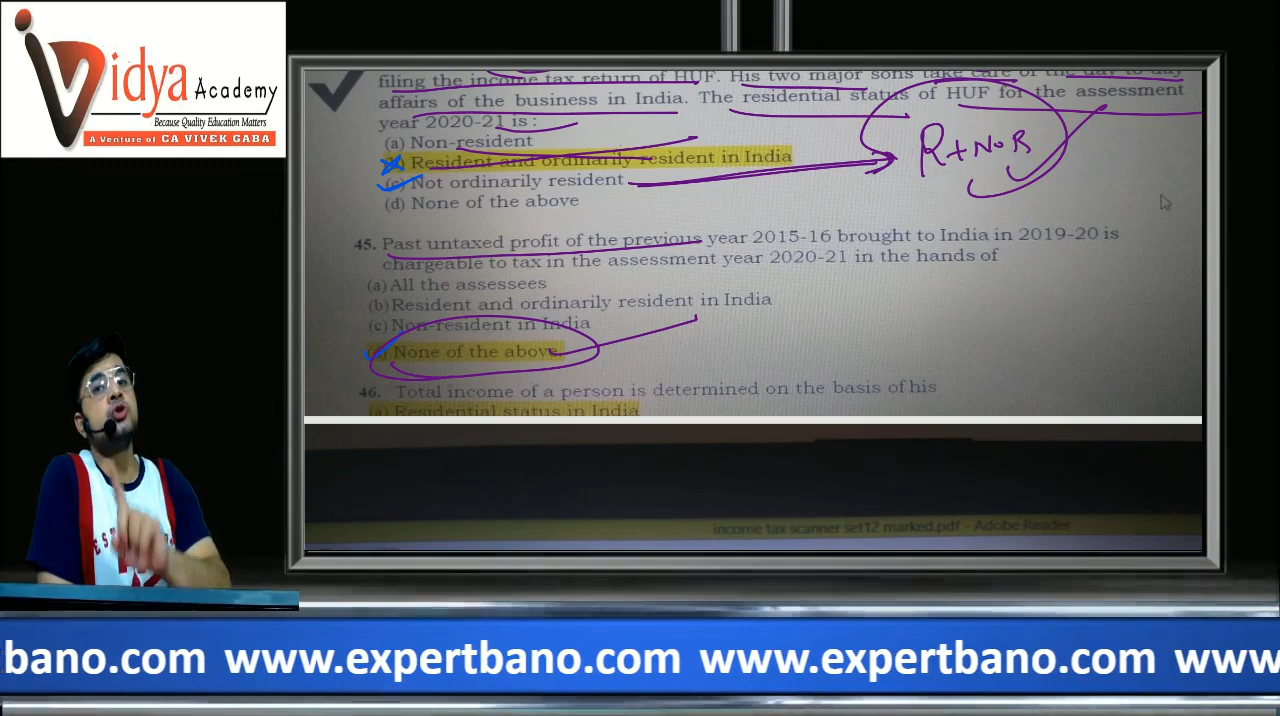 Vidya Academy
Because Quality Education Matters
A Venture of CA VIVEK GABA
filing the income tax return of HUF. His two major sons take care of the day to day
affairs of the business in India. The residential status of HUF for the assessment
year 2020-21 is :
(a) Non-resident
(b) Resident and ordinarily resident in India
(c) Not ordinarily resident
(d) None of the above
R+NOR
45. Past untaxed profit of the previous year 2015-16 brought to India in 2019-20 is
chargeable to tax in the assessment year 2020-21 in the hands of
(a) All the assessees
(b) Resident and ordinarily resident in India
(c) Non-resident in India
(d) None of the above
46. Total income of a person is determined on the basis of his
(a) Residential status in India
income tax scanner set12 marked.pdf - Adobe Reader
bano.com www.expertbano.com www.expertbano.com www